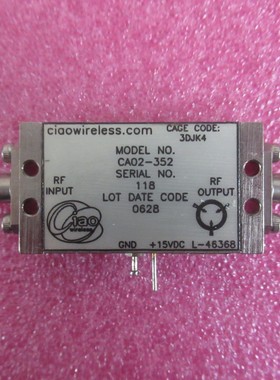 ciaowireless.com
CAGE CODE:
3DJK4
MODEL NO.
CA02-352
SERIAL NO.
118
LOT DATE CODE
0628
RF
INPUT
RF
OUTPUT
Ciao
wireless
GND +15VDC L-46368